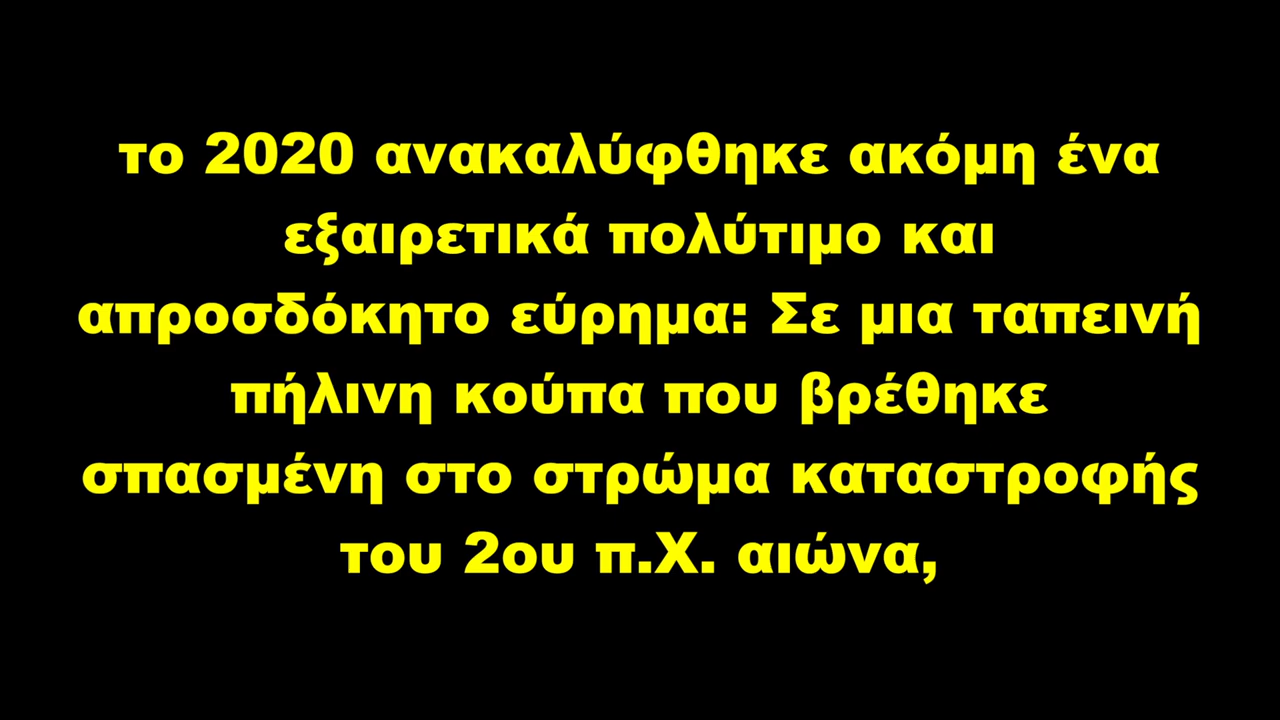 το 2020 ανακαλύφθηκε ακόμη ένα
εξαιρετικά πολύτιμο και
απροσδόκητο εύρημα: Σε μια ταπεινή
πήλινη κούπα που βρέθηκε
σπασμένη στο στρώμα καταστροφής
του 2ου π.Χ. αιώνα,